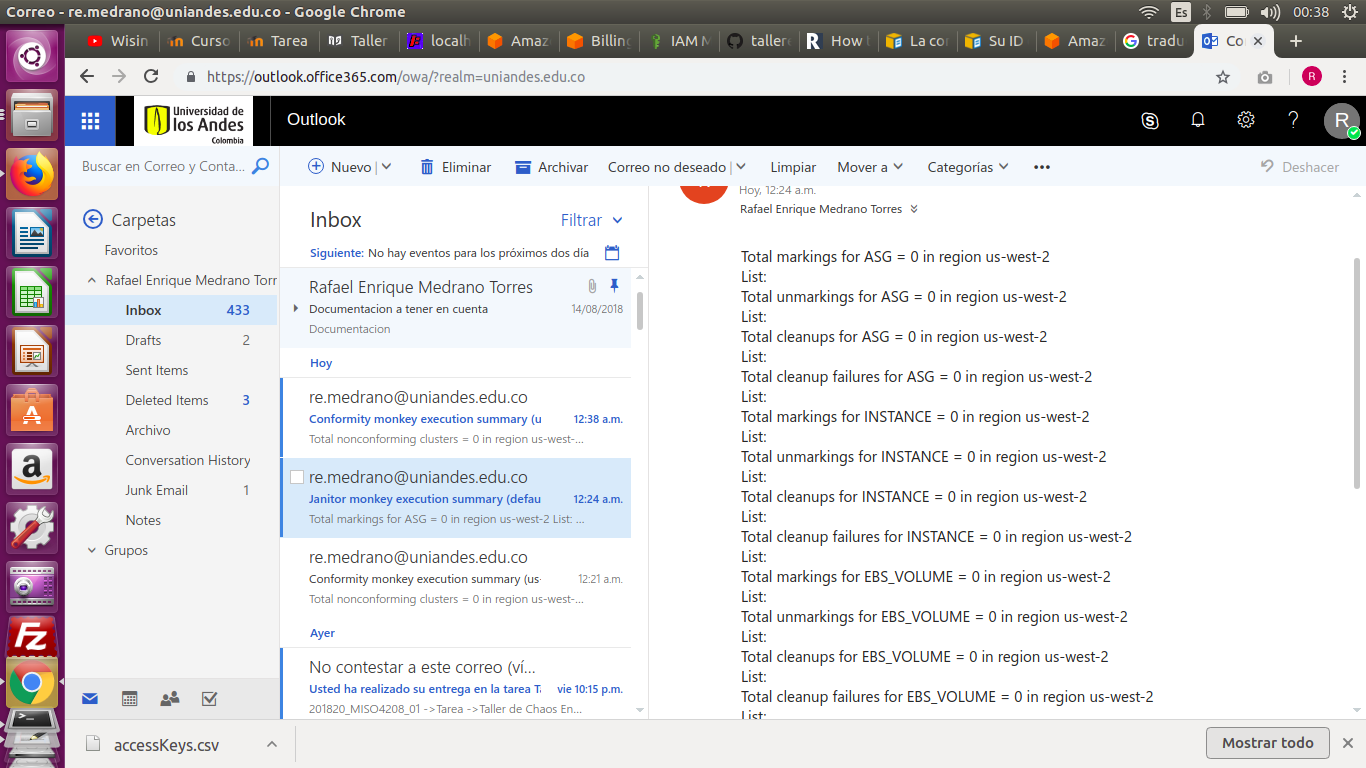 Correo - re.medrano@uniandes.edu.co - Google Chrome
Es
00:38
Wisin
Curso
Tarea
Taller
localh
Amaz
Billing
IAM M
tallere
How t
La con
Su ID
Amaz
tradu
Co
https://outlook.office365.com/owa/?realm=uniandes.edu.co
R
Universidad de
los Andes
Colombia
Outlook
R
Buscar en Correo y Conta...
Nuevo
Eliminar
Archivar
Correo no deseado
Limpiar
Mover a
Categorías
Deshacer
Carpetas
Favoritos
Rafael Enrique Medrano Torr
Inbox 433
Drafts 2
Sent Items
Deleted Items 3
Archivo
Conversation History
Junk Email 1
Notes
Grupos
Inbox
Filtrar
Siguiente: No hay eventos para los próximos dos día
Rafael Enrique Medrano Torres
Documentacion a tener en cuenta 14/08/2018
Documentacion
Hoy
re.medrano@uniandes.edu.co
Conformity monkey execution summary (u 12:38 a.m.
Total nonconforming clusters = 0 in region us-west-...
re.medrano@uniandes.edu.co
Janitor monkey execution summary (defau 12:24 a.m.
Total markings for ASG = 0 in region us-west-2 List: ...
re.medrano@uniandes.edu.co
Conformity monkey execution summary (us- 12:21 a.m.
Total nonconforming clusters = 0 in region us-west-...
Ayer
No contestar a este correo (ví...
Usted ha realizado su entrega en la tarea Ta vie 10:15 p.m.
201820_MISO4208_01 ->Tarea ->Taller de Chaos En...
Hoy, 12:24 a.m.
Rafael Enrique Medrano Torres
Total markings for ASG = 0 in region us-west-2
List:
Total unmarkings for ASG = 0 in region us-west-2
List:
Total cleanups for ASG = 0 in region us-west-2
List:
Total cleanup failures for ASG = 0 in region us-west-2
List:
Total markings for INSTANCE = 0 in region us-west-2
List:
Total unmarkings for INSTANCE = 0 in region us-west-2
List:
Total cleanups for INSTANCE = 0 in region us-west-2
List:
Total cleanup failures for INSTANCE = 0 in region us-west-2
List:
Total markings for EBS_VOLUME = 0 in region us-west-2
List:
Total unmarkings for EBS_VOLUME = 0 in region us-west-2
List:
Total cleanups for EBS_VOLUME = 0 in region us-west-2
List:
Total cleanup failures for EBS_VOLUME = 0 in region us-west-2
List:
accessKeys.csv
Mostrar todo